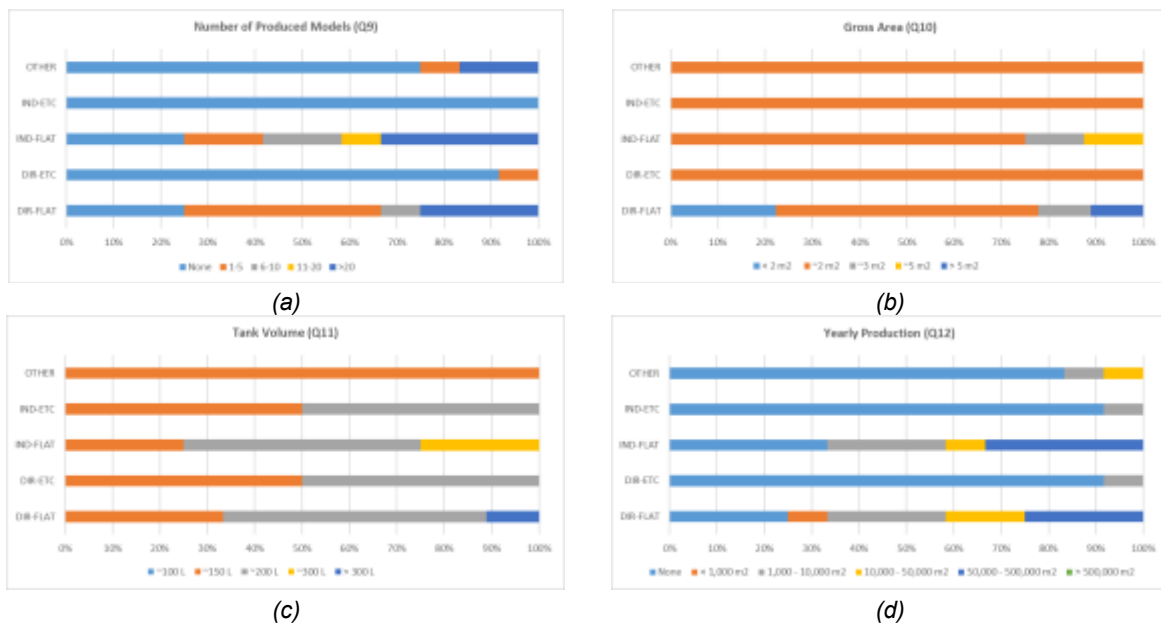 Number of Produced Models (Q9)
OTHER
IND-ETC
IND-FLAT
DIR-ETC
DIR-FLAT
0% 10% 20% 30% 40% 50% 60% 70% 80% 90% 100%
None 1-5 6-10 11-20 >20
(a)
Gross Area (Q10)
OTHER
IND-ETC
IND-FLAT
DIR-ETC
DIR-FLAT
0% 10% 20% 30% 40% 50% 60% 70% 80% 90% 100%
< 2 m2 ~2 m2 ~3 m2 ~5 m2 > 5 m2
(b)
Tank Volume (Q11)
OTHER
IND-ETC
IND-FLAT
DIR-ETC
DIR-FLAT
0% 10% 20% 30% 40% 50% 60% 70% 80% 90% 100%
~100 L ~150 L ~200 L ~300 L > 300 L
(c)
Yearly Production (Q12)
OTHER
IND-ETC
IND-FLAT
DIR-ETC
DIR-FLAT
0% 10% 20% 30% 40% 50% 60% 70% 80% 90% 100%
None < 1,000 m2 1,000 - 10,000 m2 10,000 - 50,000 m2 50,000 - 500,000 m2 > 500,000 m2
(d)